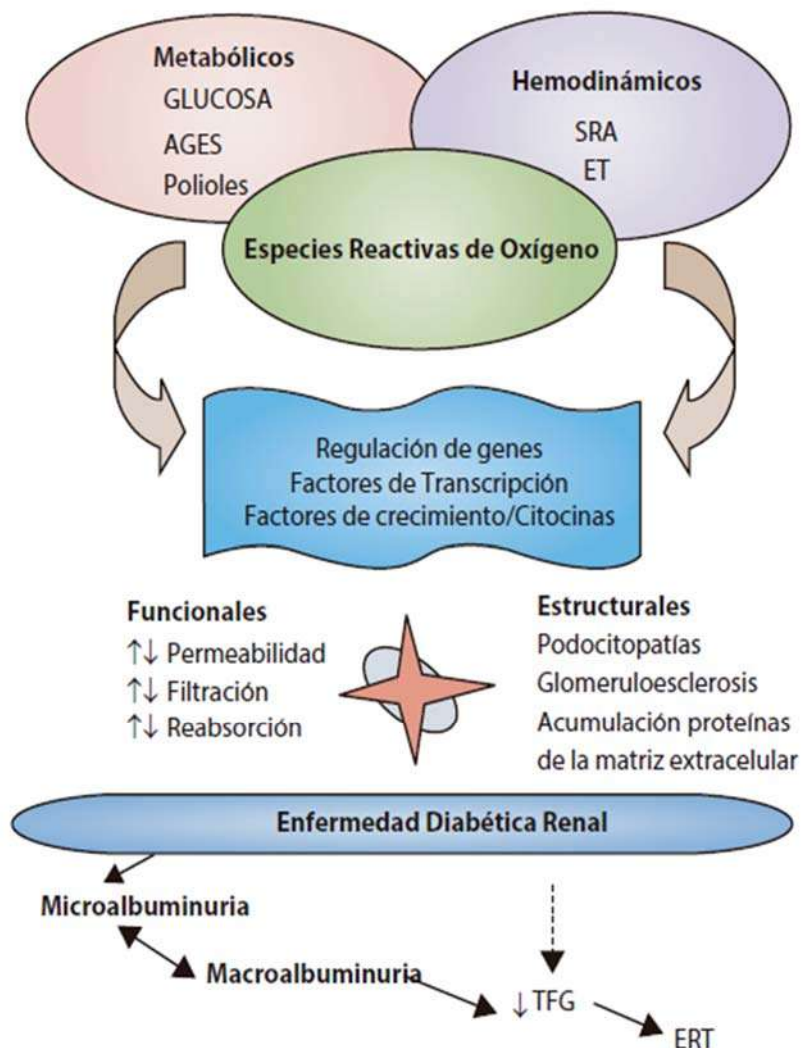 Metabólicos
GLUCOSA
AGES
Polioles
Hemodinámicos
SRA
ET
Especies Reactivas de Oxígeno
Regulación de genes
Factores de Transcripción
Factores de crecimiento/Citocinas
Funcionales
↑↓ Permeabilidad
↑↓ Filtración
↑↓ Reabsorción
Estructurales
Podocitopatías
Glomeruloesclerosis
Acumulación proteínas
de la matriz extracelular
Enfermedad Diabética Renal
Microalbuminuria
Macroalbuminuria
↓ TFG
ERT